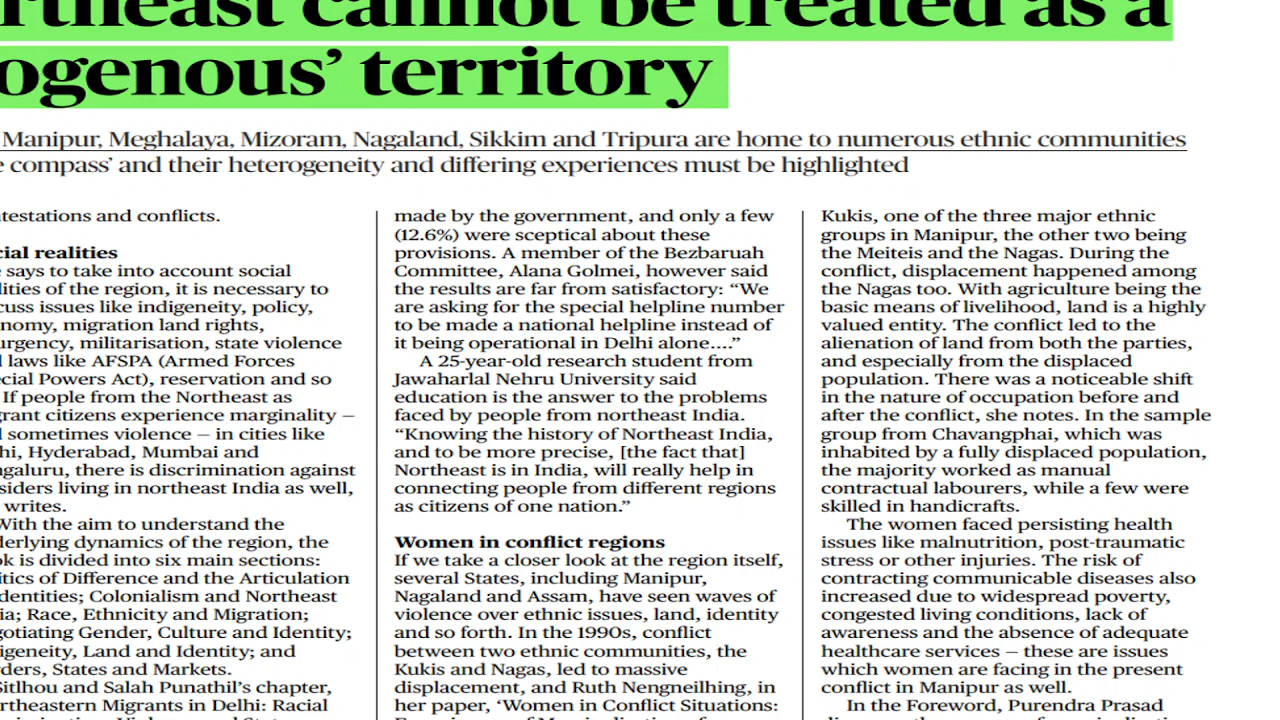 cannot be treated as a
territory
Manipur, Meghalaya, Mizoram, Nagaland, Sikkim and Tripura are home to numerous ethnic communities
compass’ and their heterogeneity and differing experiences must be highlighted
and conflicts.
realities
says to take into account social
of the region, it is necessary to
issues like indigeneity, policy,
migration land rights,
militarisation, state violence
laws like AFSPA (Armed Forces
Powers Act), reservation and so
If people from the Northeast as
citizens experience marginality —
sometimes violence — in cities like
Hyderabad, Mumbai and
there is discrimination against
living in northeast India as well,
writes.
With the aim to understand the
dynamics of the region, the
is divided into six main sections:
of Difference and the Articulation
Colonialism and Northeast
Race, Ethnicity and Migration;
Gender, Culture and Identity;
Land and Identity; and
States and Markets.
and Salah Punathil’s chapter,
Migrants in Delhi: Racial
made by the government, and only a few
(12.6%) were sceptical about these
provisions. A member of the Bezbaruah
Committee, Alana Golmei, however said
the results are far from satisfactory: “We
are asking for the special helpline number
to be made a national helpline instead of
it being operational in Delhi alone....”
A 25-year-old research student from
Jawaharlal Nehru University said
education is the answer to the problems
faced by people from northeast India.
“Knowing the history of Northeast India,
and to be more precise, [the fact that]
Northeast is in India, will really help in
connecting people from different regions
as citizens of one nation.”
Women in conflict regions
If we take a closer look at the region itself,
several States, including Manipur,
Nagaland and Assam, have seen waves of
violence over ethnic issues, land, identity
and so forth. In the 1990s, conflict
between two ethnic communities, the
Kukis and Nagas, led to massive
displacement, and Ruth Nengneilhing, in
her paper, ‘Women in Conflict Situations:
Kukis, one of the three major ethnic
groups in Manipur, the other two being
the Meiteis and the Nagas. During the
conflict, displacement happened among
the Nagas too. With agriculture being the
basic means of livelihood, land is a highly
valued entity. The conflict led to the
alienation of land from both the parties,
and especially from the displaced
population. There was a noticeable shift
in the nature of occupation before and
after the conflict, she notes. In the sample
group from Chavangphai, which was
inhabited by a fully displaced population,
the majority worked as manual
contractual labourers, while a few were
skilled in handicrafts.
The women faced persisting health
issues like malnutrition, post-traumatic
stress or other injuries. The risk of
contracting communicable diseases also
increased due to widespread poverty,
congested living conditions, lack of
awareness and the absence of adequate
healthcare services — these are issues
which women are facing in the present
conflict in Manipur as well.
In the Foreword, Purendra Prasad